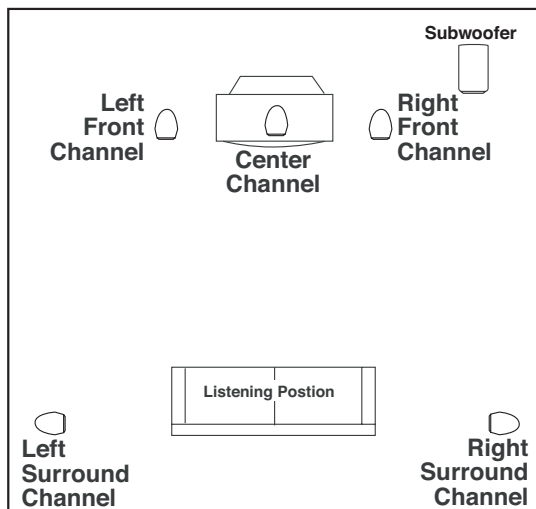 Subwoofer
Left
Front
Channel
Center
Channel
Right
Front
Channel
Listening Postion
Left
Surround
Channel
Right
Surround
Channel